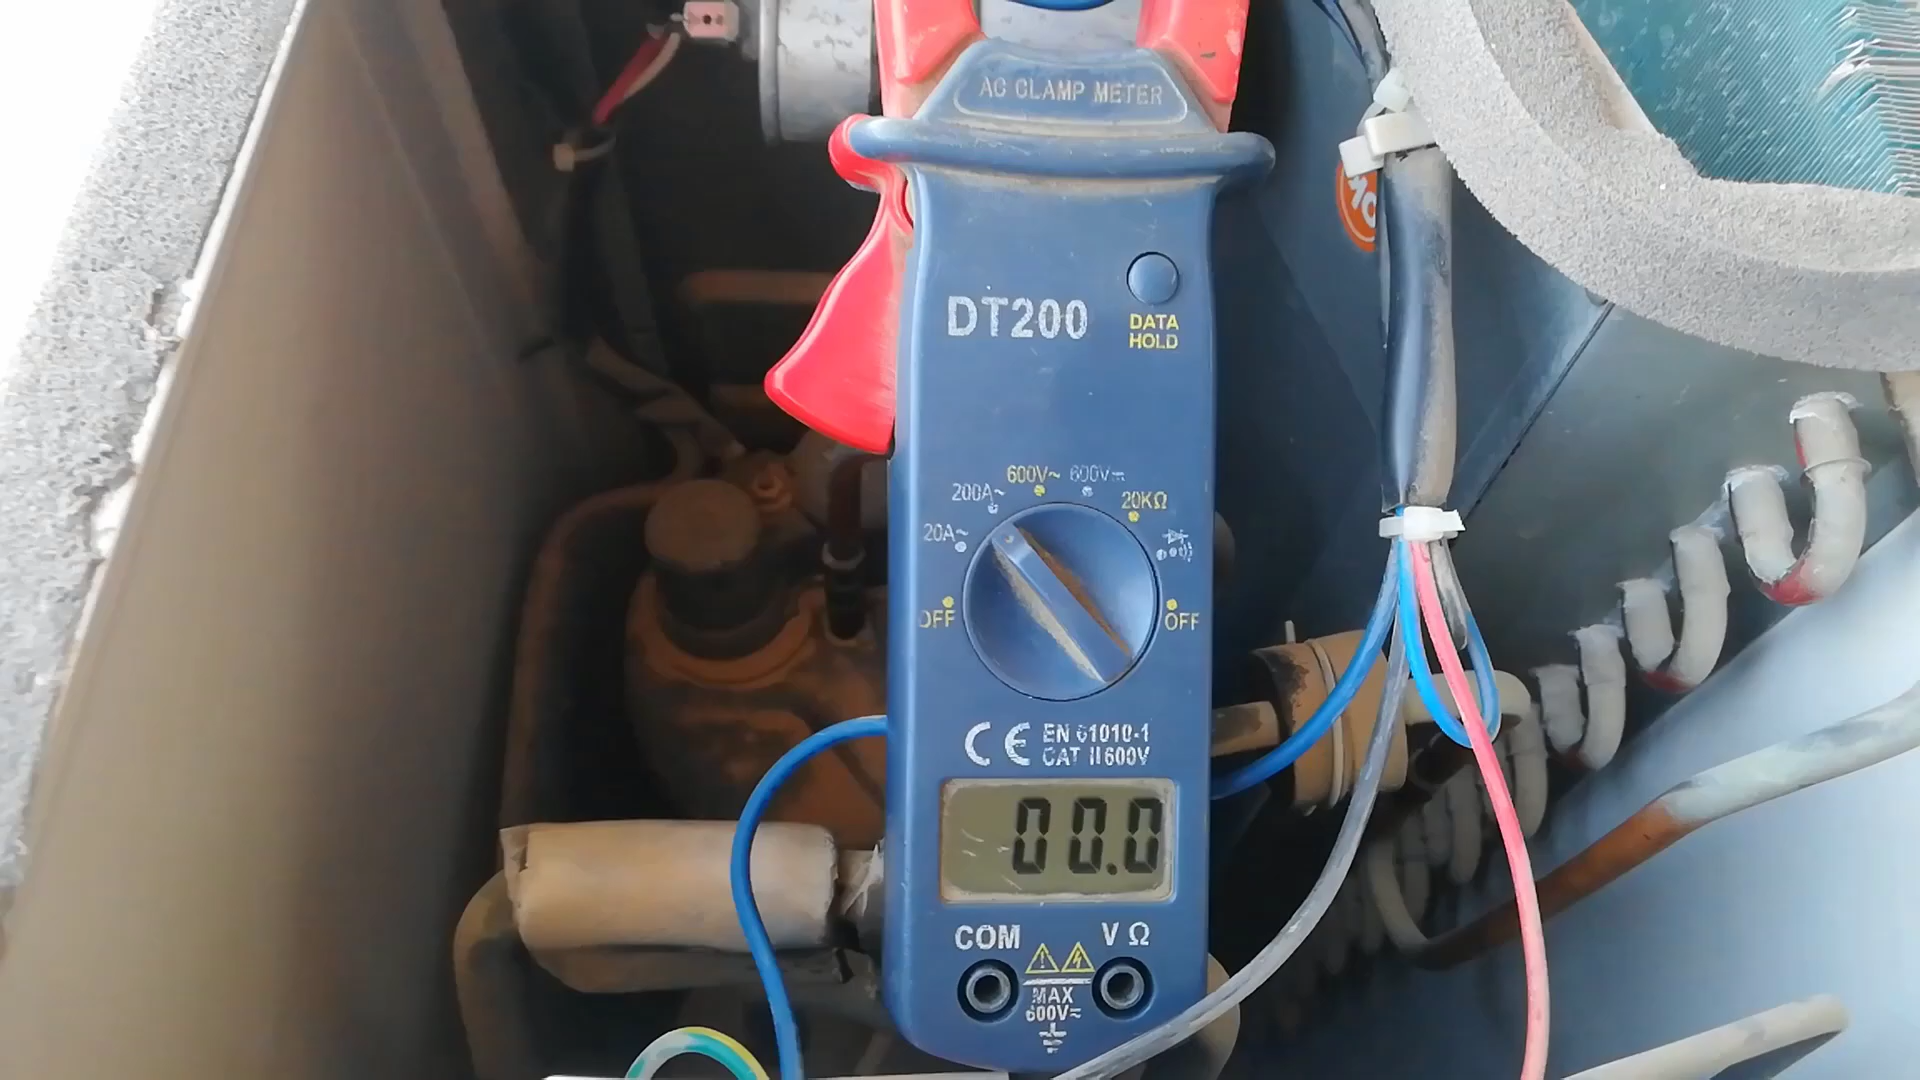 AC CLAMP METER
DT200
DATA
HOLD
600V~ 600V⎓
200A~
20KΩ
20A~
OFF
OFF
CE
EN 61010-1
CAT II 600V
00.0
COM
V Ω
MAX
600V≂